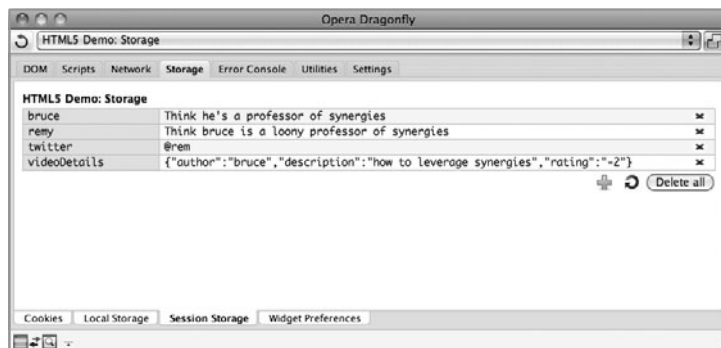 Opera Dragonfly
HTML5 Demo: Storage
DOM Scripts Network Storage Error Console Utilities Settings
HTML5 Demo: Storage
bruce Think he's a professor of synergies
remy Think bruce is a loony professor of synergies
twitter @rem
videoDetails {"author":"bruce","description":"how to leverage synergies","rating":"-2"}
Delete all
Cookies Local Storage Session Storage Widget Preferences